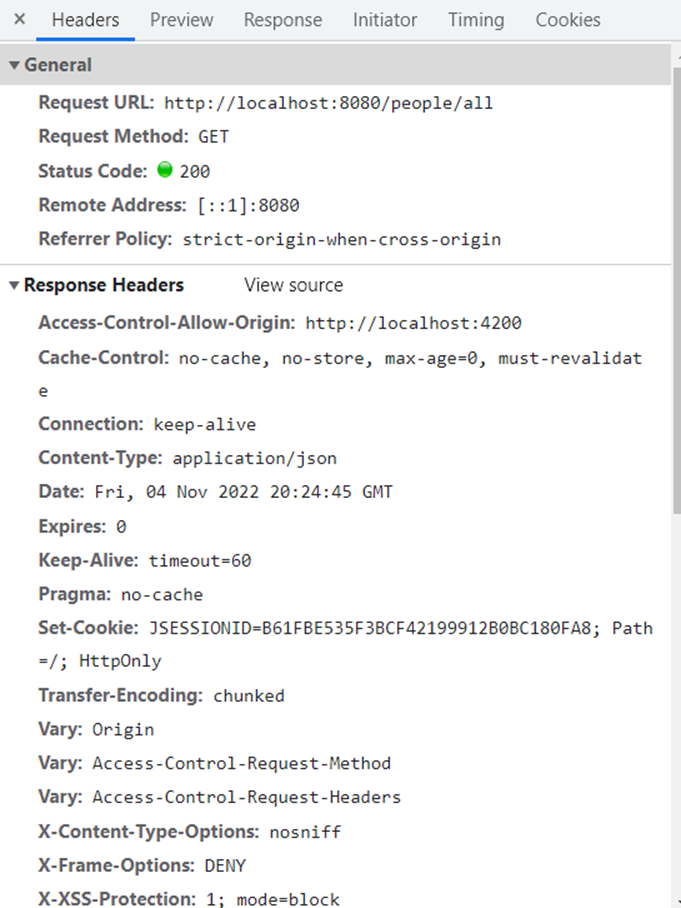 × Headers Preview Response Initiator Timing Cookies
▼ General
Request URL: http://localhost:8080/people/all
Request Method: GET
Status Code: 200
Remote Address: [::1]:8080
Referrer Policy: strict-origin-when-cross-origin
▼ Response Headers View source
Access-Control-Allow-Origin: http://localhost:4200
Cache-Control: no-cache, no-store, max-age=0, must-revalidat
e
Connection: keep-alive
Content-Type: application/json
Date: Fri, 04 Nov 2022 20:24:45 GMT
Expires: 0
Keep-Alive: timeout=60
Pragma: no-cache
Set-Cookie: JSESSIONID=B61FBE535F3BCF42199912B0BC180FA8; Path
=/; HttpOnly
Transfer-Encoding: chunked
Vary: Origin
Vary: Access-Control-Request-Method
Vary: Access-Control-Request-Headers
X-Content-Type-Options: nosniff
X-Frame-Options: DENY
X-XSS-Protection: 1; mode=block